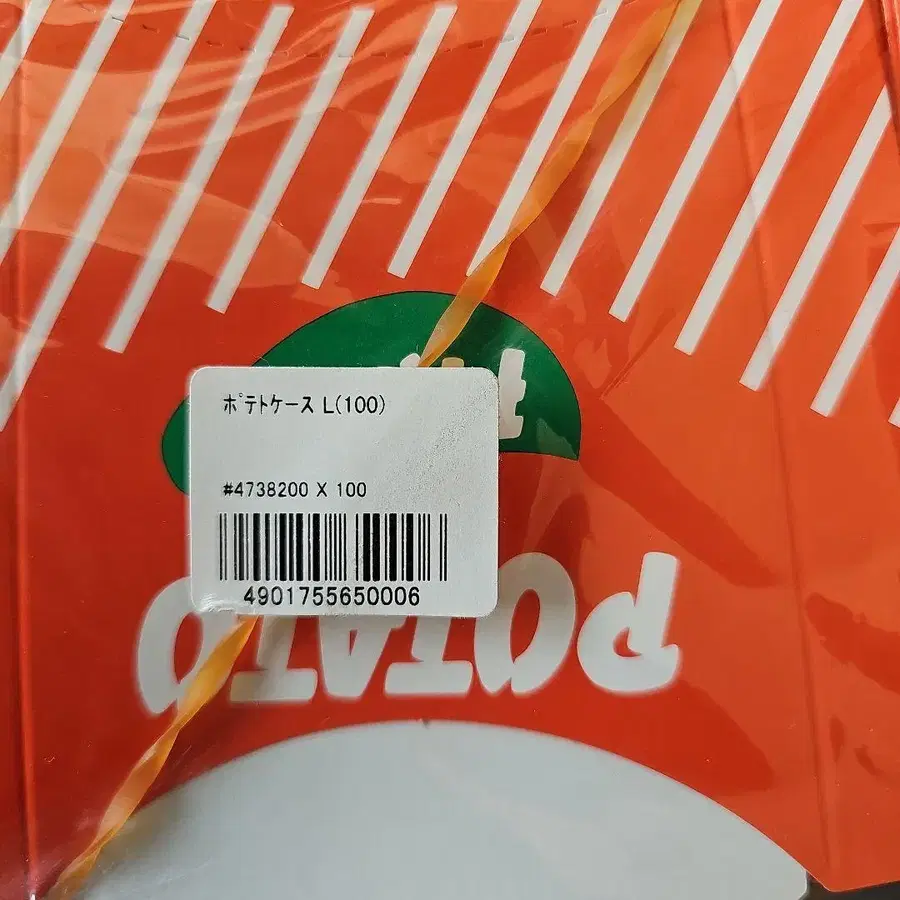 ﾎﾟﾃﾄｹｰｽ L(100)
#4738200 X 100
4901755650006
POTATO